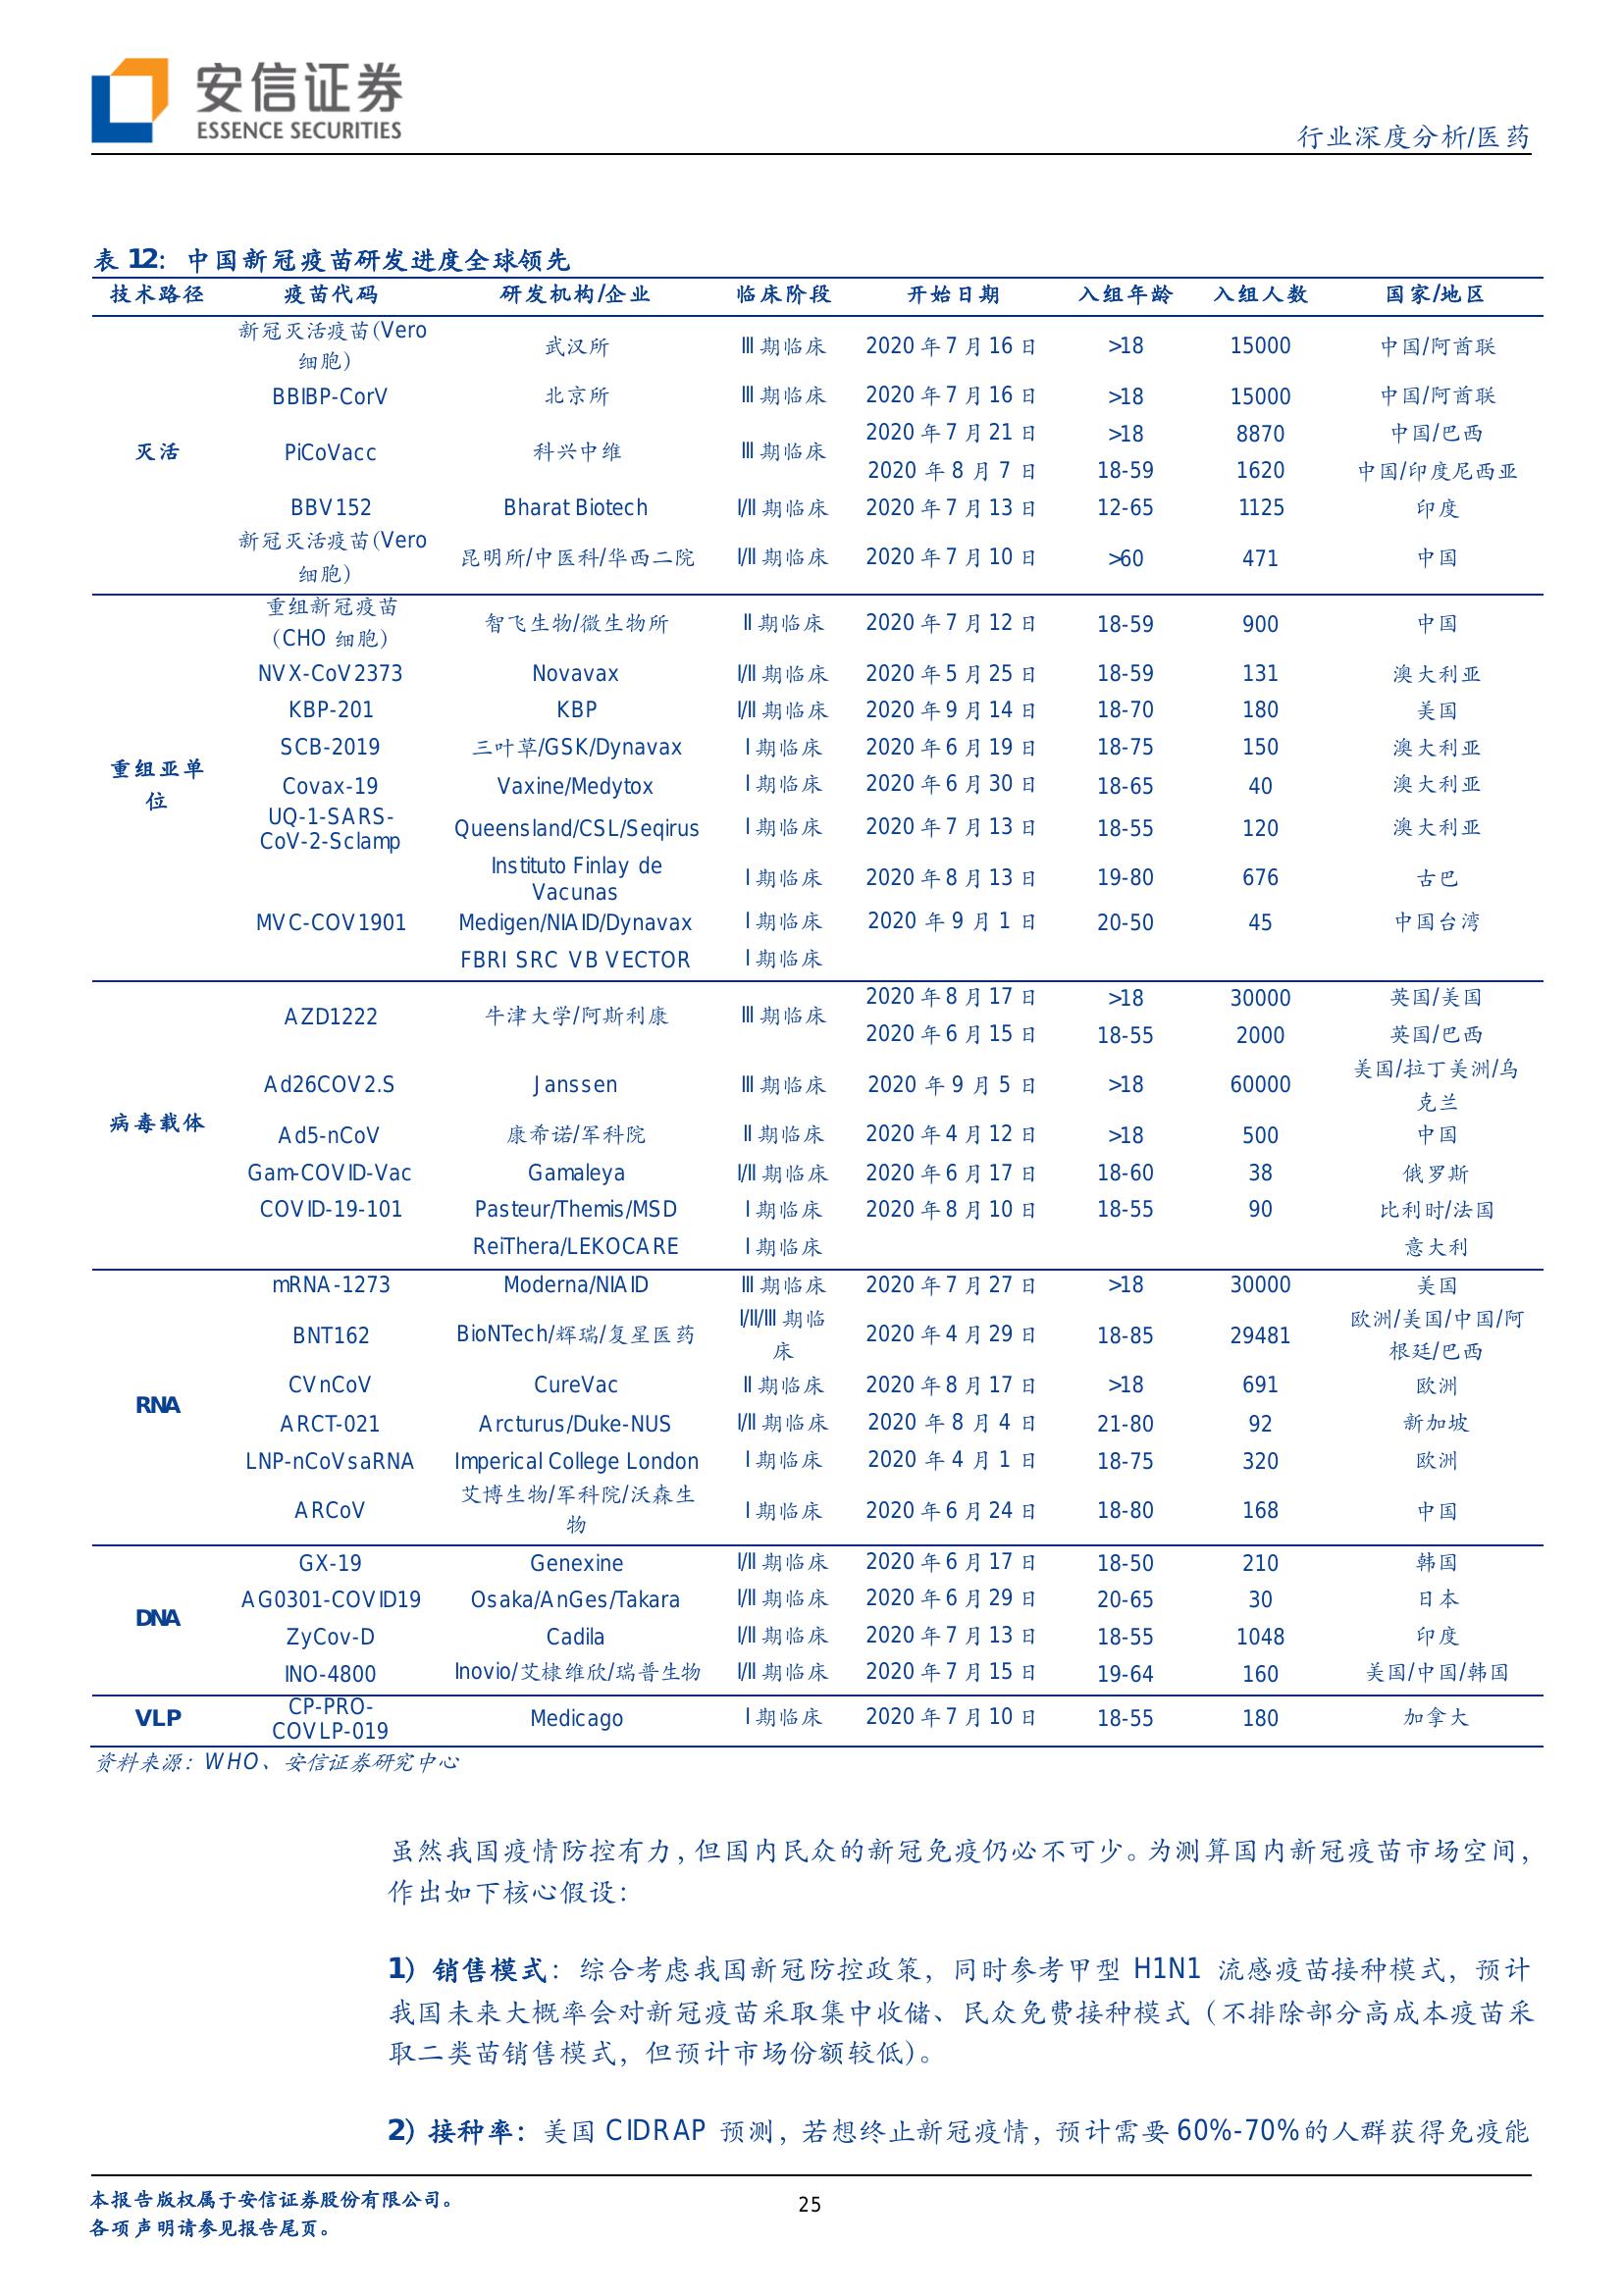 安信证券
ESSENCE SECURITIES
行业深度分析/医药
表 12：中国新冠疫苗研发进度全球领先
技术路径 疫苗代码 研发机构/企业 临床阶段 开始日期 入组年龄 入组人数 国家/地区
灭活
新冠灭活疫苗(Vero
细胞)
武汉所 III 期临床 2020 年 7 月 16 日 >18 15000 中国/阿酋联
BBIBP-CorV 北京所 III 期临床 2020 年 7 月 16 日 >18 15000 中国/阿酋联
PiCoVacc 科兴中维 III 期临床
2020 年 7 月 21 日 >18 8870 中国/巴西
2020 年 8 月 7 日 18-59 1620 中国/印度尼西亚
BBV152 Bharat Biotech I/II 期临床 2020 年 7 月 13 日 12-65 1125 印度
新冠灭活疫苗(Vero
细胞)
昆明所/中医科/华西二院 I/II 期临床 2020 年 7 月 10 日 >60 471 中国
重组亚单
位
重组新冠疫苗
（CHO 细胞）
智飞生物/微生物所 II 期临床 2020 年 7 月 12 日 18-59 900 中国
NVX-CoV2373 Novavax I/II 期临床 2020 年 5 月 25 日 18-59 131 澳大利亚
KBP-201 KBP I/II 期临床 2020 年 9 月 14 日 18-70 180 美国
SCB-2019 三叶草/GSK/Dynavax I 期临床 2020 年 6 月 19 日 18-75 150 澳大利亚
Covax-19 Vaxine/Medytox I 期临床 2020 年 6 月 30 日 18-65 40 澳大利亚
UQ-1-SARS-
CoV-2-Sclamp
Queensland/CSL/Seqirus I 期临床 2020 年 7 月 13 日 18-55 120 澳大利亚
Instituto Finlay de
Vacunas
I 期临床 2020 年 8 月 13 日 19-80 676 古巴
MVC-COV1901 Medigen/NIAID/Dynavax I 期临床 2020 年 9 月 1 日 20-50 45 中国台湾
FBRI SRC VB VECTOR I 期临床
病毒载体
AZD1222 牛津大学/阿斯利康 III 期临床
2020 年 8 月 17 日 >18 30000 英国/美国
2020 年 6 月 15 日 18-55 2000 英国/巴西
Ad26COV2.S Janssen III 期临床 2020 年 9 月 5 日 >18 60000
美国/拉丁美洲/乌
克兰
Ad5-nCoV 康希诺/军科院 II 期临床 2020 年 4 月 12 日 >18 500 中国
Gam-COVID-Vac Gamaleya I/II 期临床 2020 年 6 月 17 日 18-60 38 俄罗斯
COVID-19-101 Pasteur/Themis/MSD I 期临床 2020 年 8 月 10 日 18-55 90 比利时/法国
ReiThera/LEKOCARE I 期临床 意大利
RNA
mRNA-1273 Moderna/NIAID III 期临床 2020 年 7 月 27 日 >18 30000 美国
BNT162 BioNTech/辉瑞/复星医药
I/II/III 期临
床
2020 年 4 月 29 日 18-85 29481
欧洲/美国/中国/阿
根廷/巴西
CVnCoV CureVac II 期临床 2020 年 8 月 17 日 >18 691 欧洲
ARCT-021 Arcturus/Duke-NUS I/II 期临床 2020 年 8 月 4 日 21-80 92 新加坡
LNP-nCoVsaRNA Imperical College London I 期临床 2020 年 4 月 1 日 18-75 320 欧洲
ARCoV
艾博生物/军科院/沃森生
物
I 期临床 2020 年 6 月 24 日 18-80 168 中国
DNA
GX-19 Genexine I/II 期临床 2020 年 6 月 17 日 18-50 210 韩国
AG0301-COVID19 Osaka/AnGes/Takara I/II 期临床 2020 年 6 月 29 日 20-65 30 日本
ZyCov-D Cadila I/II 期临床 2020 年 7 月 13 日 18-55 1048 印度
INO-4800 Inovio/艾棣维欣/瑞普生物 I/II 期临床 2020 年 7 月 15 日 19-64 160 美国/中国/韩国
VLP
CP-PRO-
COVLP-019
Medicago I 期临床 2020 年 7 月 10 日 18-55 180 加拿大
资料来源：WHO、安信证券研究中心
虽然我国疫情防控有力，但国内民众的新冠免疫仍必不可少。为测算国内新冠疫苗市场空间，
作出如下核心假设：
1）销售模式：综合考虑我国新冠防控政策，同时参考甲型 H1N1 流感疫苗接种模式，预计
我国未来大概率会对新冠疫苗采取集中收储、民众免费接种模式（不排除部分高成本疫苗采
取二类苗销售模式，但预计市场份额较低）。
2）接种率：美国 CIDRAP 预测，若想终止新冠疫情，预计需要 60%-70%的人群获得免疫能
本报告版权属于安信证券股份有限公司。
各项声明请参见报告尾页。
25